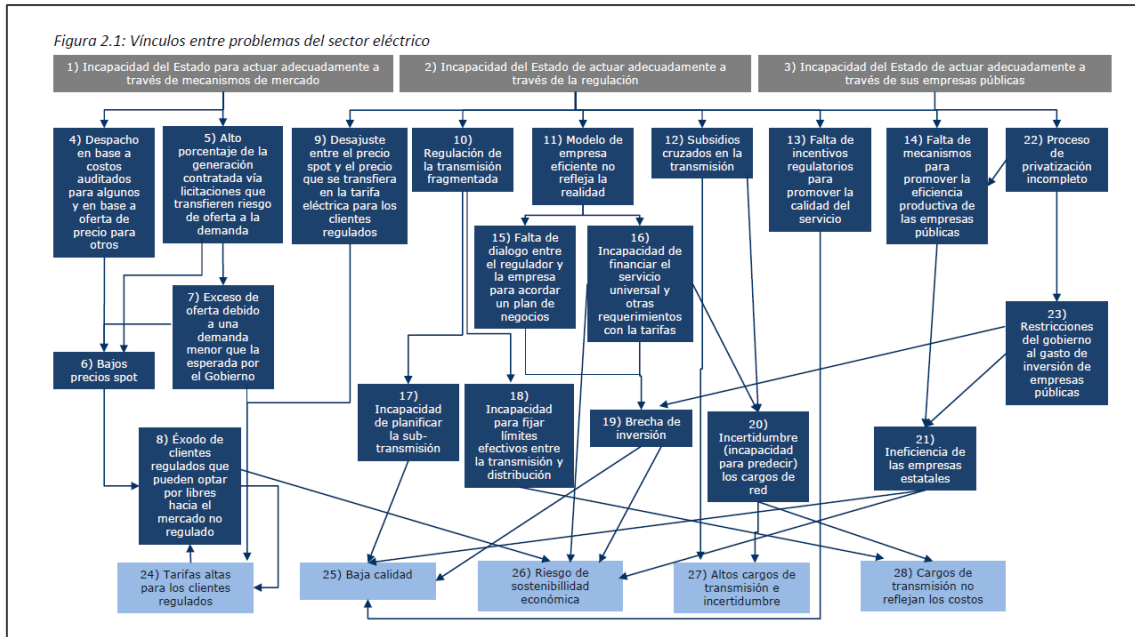 Figura 2.1: Vínculos entre problemas del sector eléctrico
1) Incapacidad del Estado para actuar adecuadamente a
través de mecanismos de mercado
2) Incapacidad del Estado de actuar adecuadamente a
través de la regulación
3) Incapacidad del Estado de actuar adecuadamente a
través de sus empresas públicas
4) Despacho
en base a
costos
auditados
para algunos
y en base a
oferta de
precio para
otros
5) Alto
porcentaje de la
generación
contratada vía
licitaciones que
transfieren riesgo
de oferta a la
demanda
9) Desajuste
entre el precio
spot y el precio
que se transfiera
en la tarifa
eléctrica para los
clientes
regulados
10)
Regulación de
la transmisión
fragmentada
11) Modelo de
empresa
eficiente no
refleja la
realidad
12) Subsidios
cruzados en la
transmisión
13) Falta de
incentivos
regulatorios
para
promover la
calidad del
servicio
14) Falta de
mecanismos
para
promover la
eficiencia
productiva de
las empresas
públicas
22) Proceso
de
privatización
incompleto
15) Falta de
dialogo entre
el regulador y
la empresa
para acordar
un plan de
negocios
16)
Incapacidad de
financiar el
servicio
universal y
otras
requerimientos
con la tarifas
7) Exceso de
oferta debido
a una
demanda
menor que la
esperada por
el Gobierno
23)
Restricciones
del gobierno
al gasto de
inversión de
empresas
públicas
6) Bajos
precios spot
17)
Incapacidad
de planificar
la sub-
transmisión
18)
Incapacidad
para fijar
límites
efectivos entre
la transmisión y
distribución
19) Brecha de
inversión
20)
Incertidumbre
(incapacidad
para predecir)
los cargos de
red
21)
Ineficiencia de
las empresas
estatales
8) Éxodo de
clientes
regulados que
pueden optar
por libres
hacia el
mercado no
regulado
24) Tarifas altas
para los clientes
regulados
25) Baja calidad
26) Riesgo de
sostenibillidad
económica
27) Altos cargos de
transmisión e
incertidumbre
28) Cargos de
transmisión no
reflejan los costos